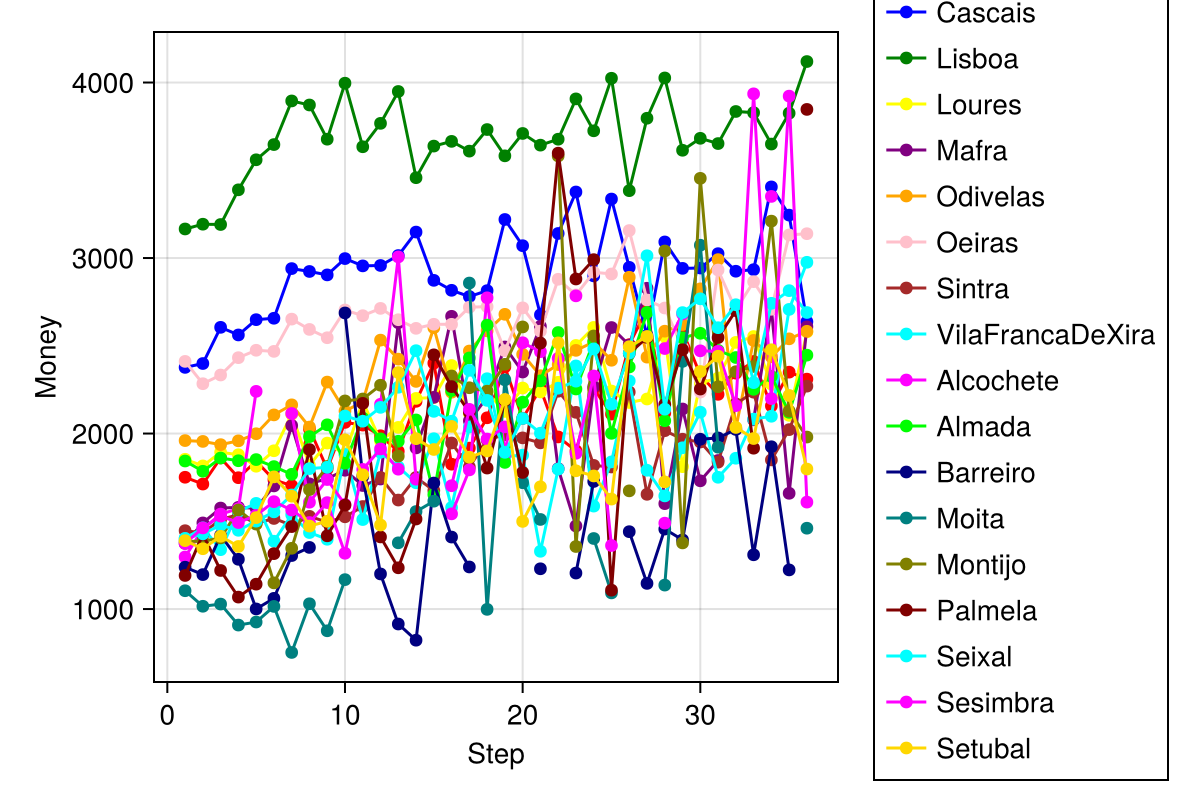 Cascais
Lisboa
Loures
Mafra
Odivelas
Oeiras
Sintra
VilaFrancaDeXira
Alcochete
Almada
Barreiro
Moita
Montijo
Palmela
Seixal
Sesimbra
Setubal
4000
3000
2000
1000
Money
0 10 20 30
Step